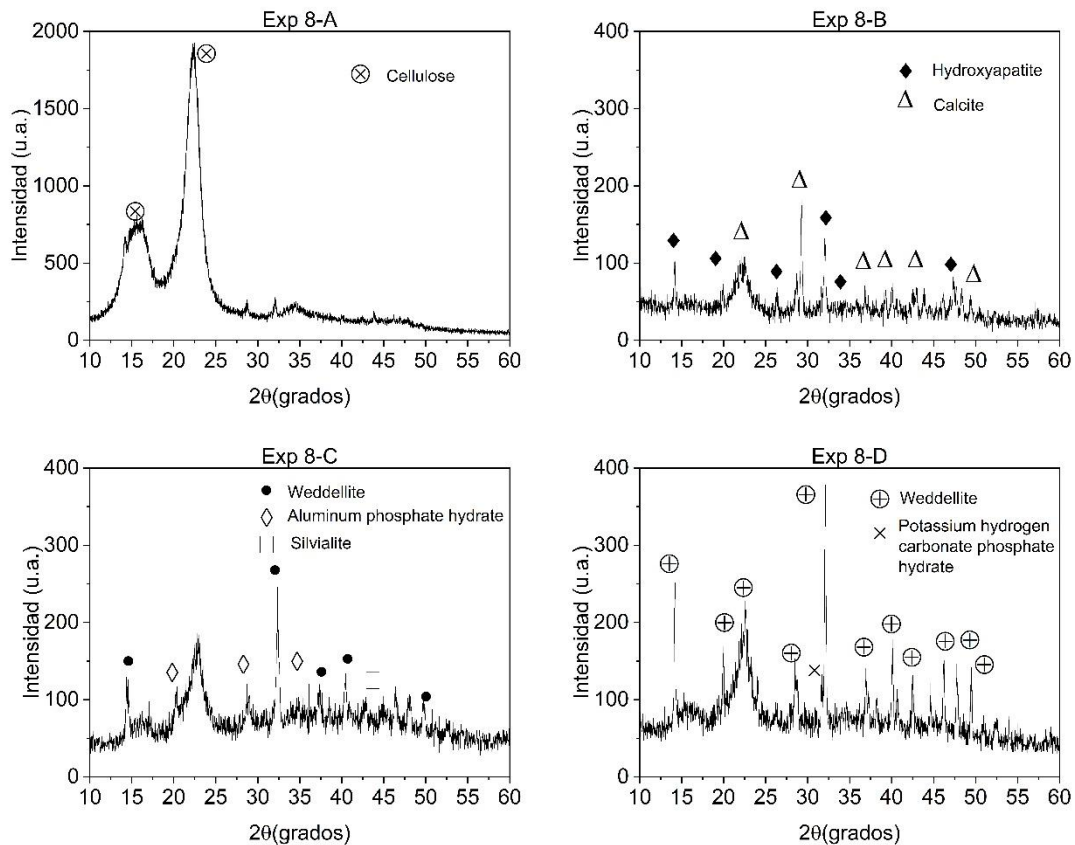 Exp 8-A
2000
1500
1000
500
0
Intensidad (u.a.)
Cellulose
10 15 20 25 30 35 40 45 50 55 60
2θ(grados)
Exp 8-B
400
300
200
100
0
Intensidad (u.a.)
Hydroxyapatite
Calcite
10 15 20 25 30 35 40 45 50 55 60
2θ(grados)
Exp 8-C
400
300
200
100
0
Intensidad (u.a.)
Weddellite
Aluminum phosphate hydrate
Silvialite
10 15 20 25 30 35 40 45 50 55 60
2θ(grados)
Exp 8-D
400
300
200
100
0
Intensidad (u.a.)
Weddellite
Potassium hydrogen
carbonate phosphate
hydrate
10 15 20 25 30 35 40 45 50 55 60
2θ(grados)